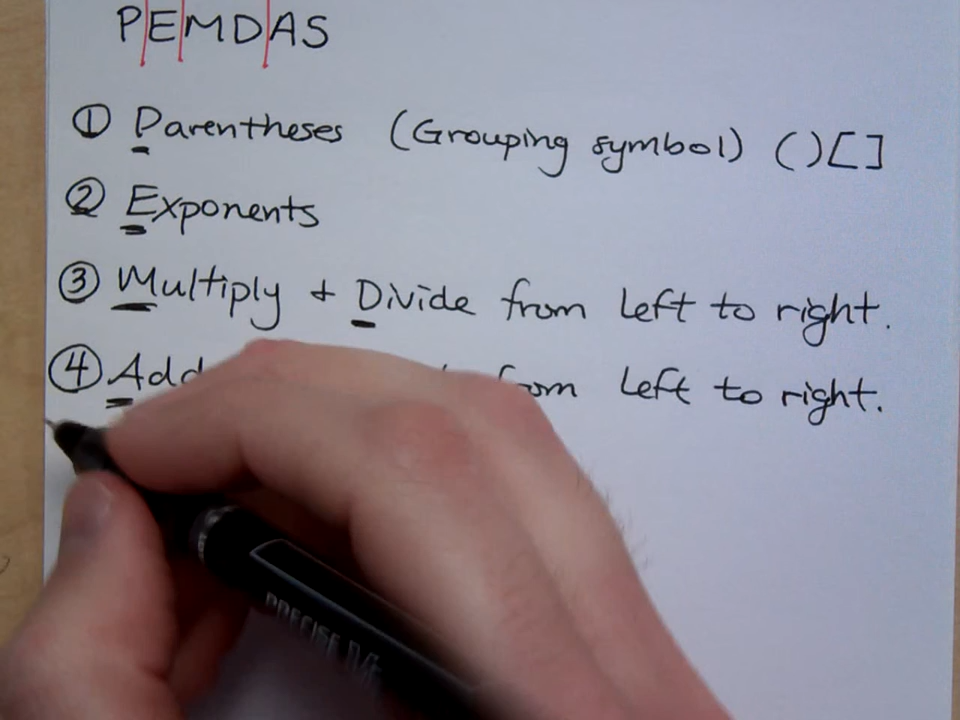 PEMDAS
① Parentheses (Grouping symbol) ( ) [ ]
② Exponents
③ Multiply + Divide from left to right.
④ Add from left to right.
PRECISE